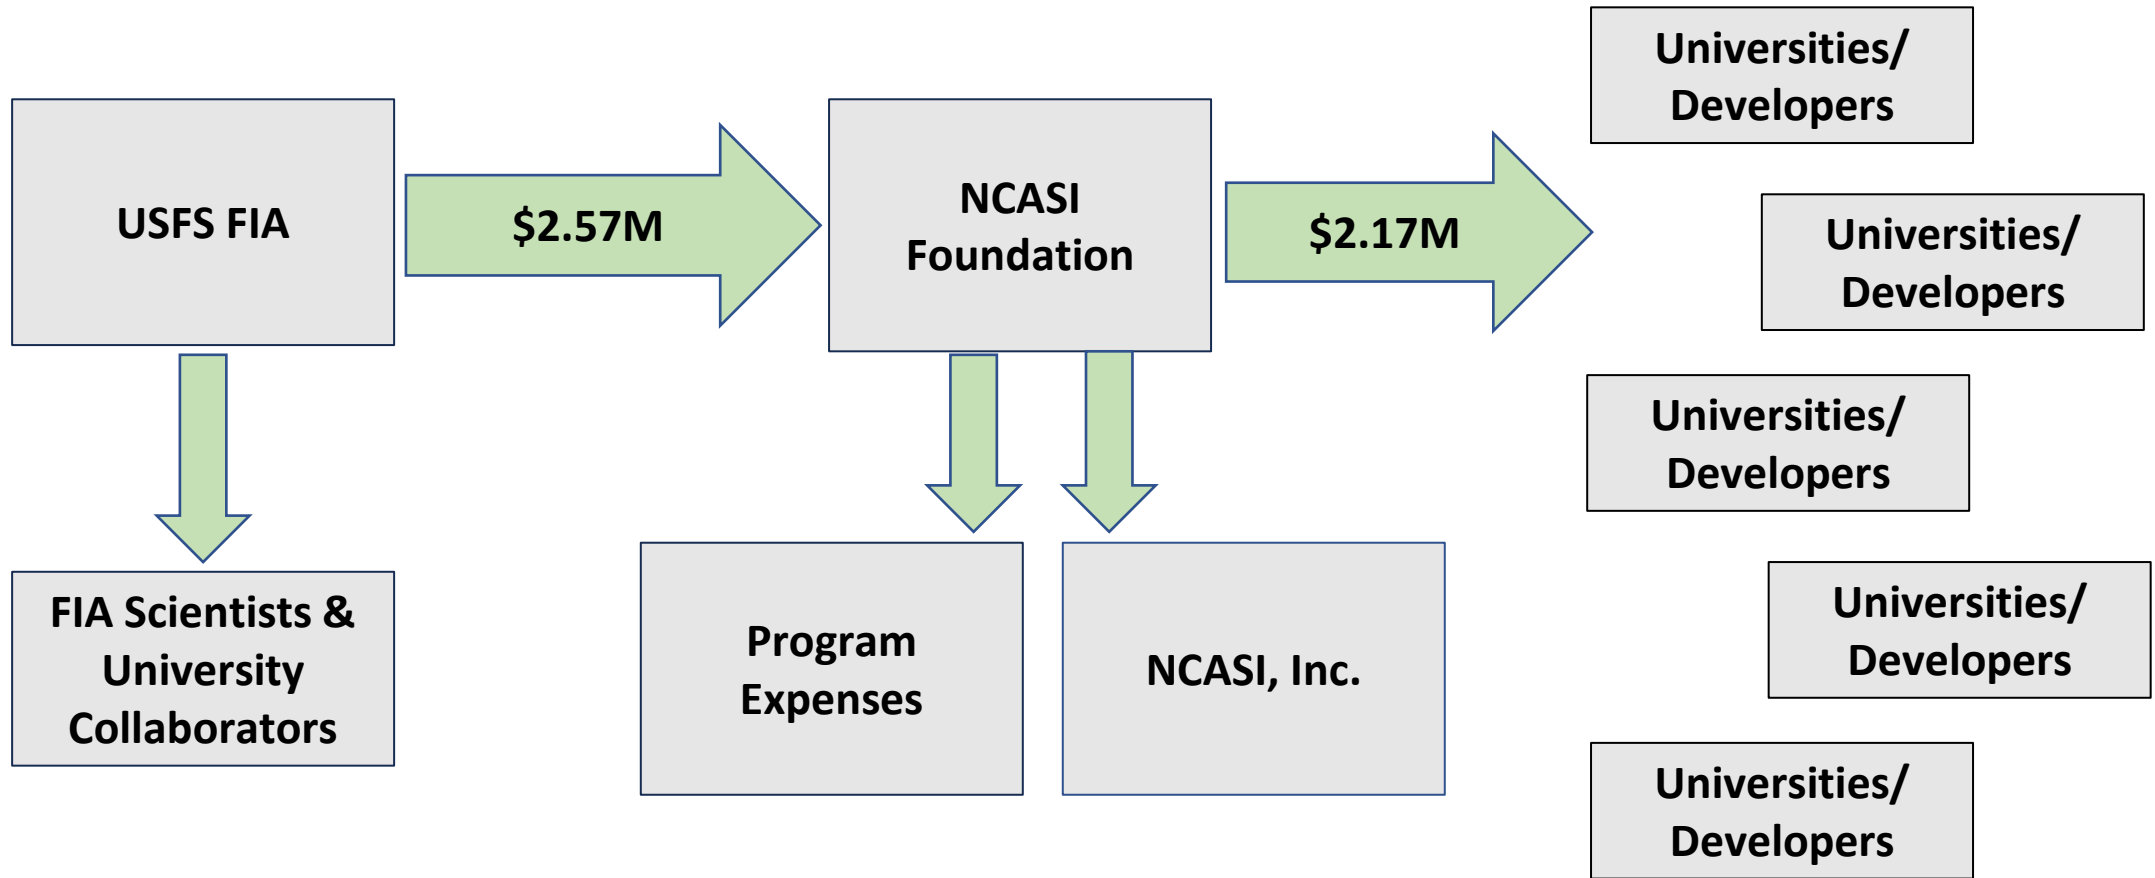 USFS FIA
$2.57M
NCASI
Foundation
$2.17M
Universities/
Developers
Universities/
Developers
Universities/
Developers
Universities/
Developers
Universities/
Developers
FIA Scientists &
University
Collaborators
Program
Expenses
NCASI, Inc.